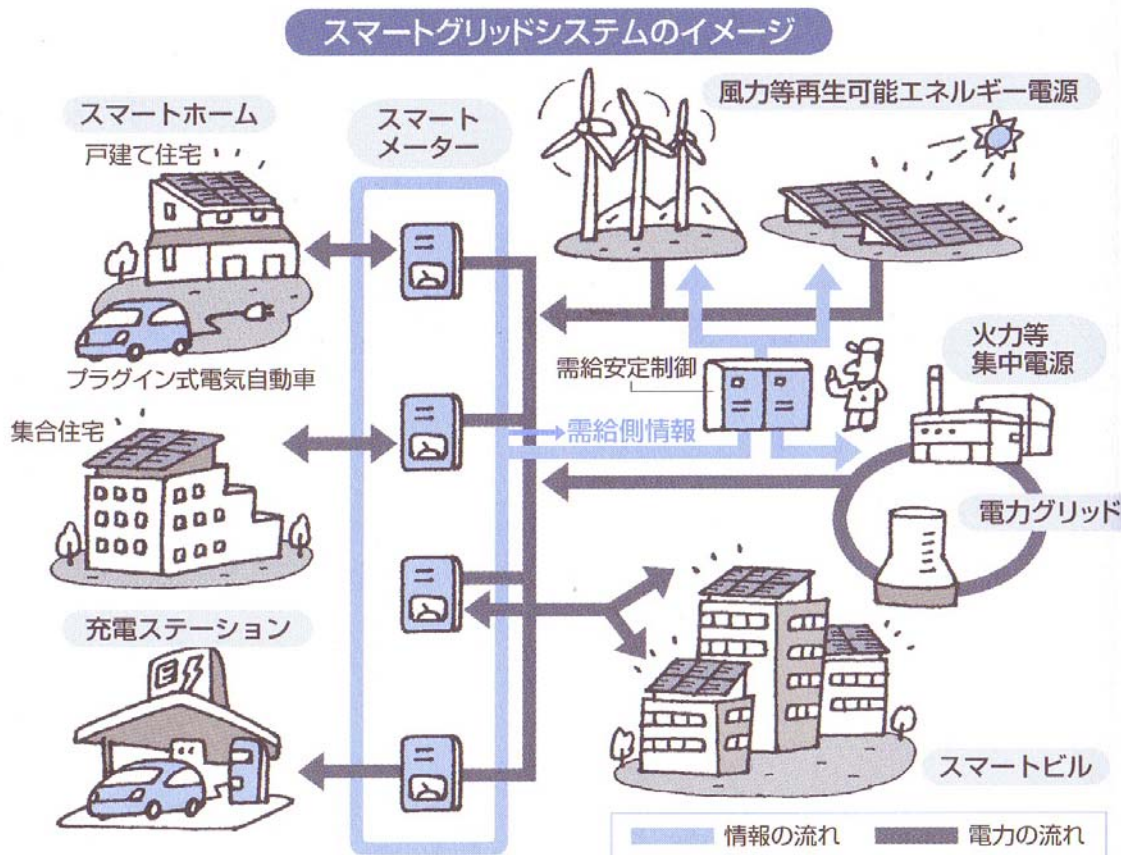 スマートグリッドシステムのイメージ
スマートホーム
戸建て住宅
プラグイン式電気自動車
集合住宅
充電ステーション
スマート
メーター
風力等再生可能エネルギー電源
需給安定制御
需給側情報
火力等
集中電源
電力グリッド
スマートビル
情報の流れ
電力の流れ